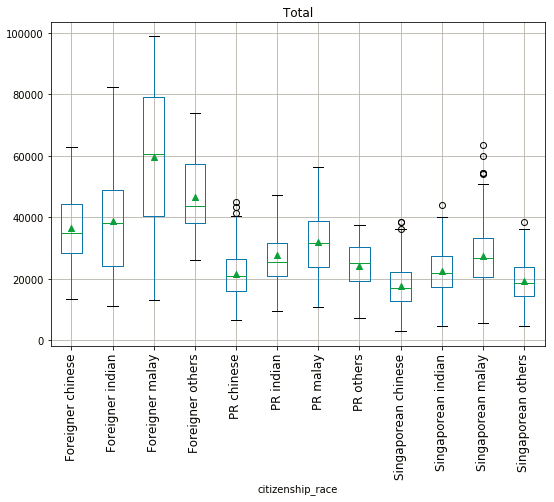 Total
100000
80000
60000
40000
20000
0
Foreigner chinese
Foreigner indian
Foreigner malay
Foreigner others
PR chinese
PR indian
PR malay
PR others
Singaporean chinese
Singaporean indian
Singaporean malay
Singaporean others
citizenship_race